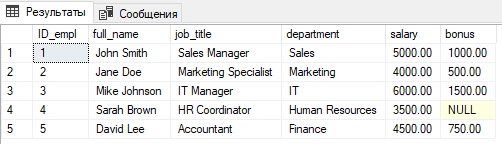 Результаты Сообщения
ID_empl full_name job_title department salary bonus
1 1 John Smith Sales Manager Sales 5000.00 1000.00
2 2 Jane Doe Marketing Specialist Marketing 4000.00 500.00
3 3 Mike Johnson IT Manager IT 6000.00 1500.00
4 4 Sarah Brown HR Coordinator Human Resources 3500.00 NULL
5 5 David Lee Accountant Finance 4500.00 750.00